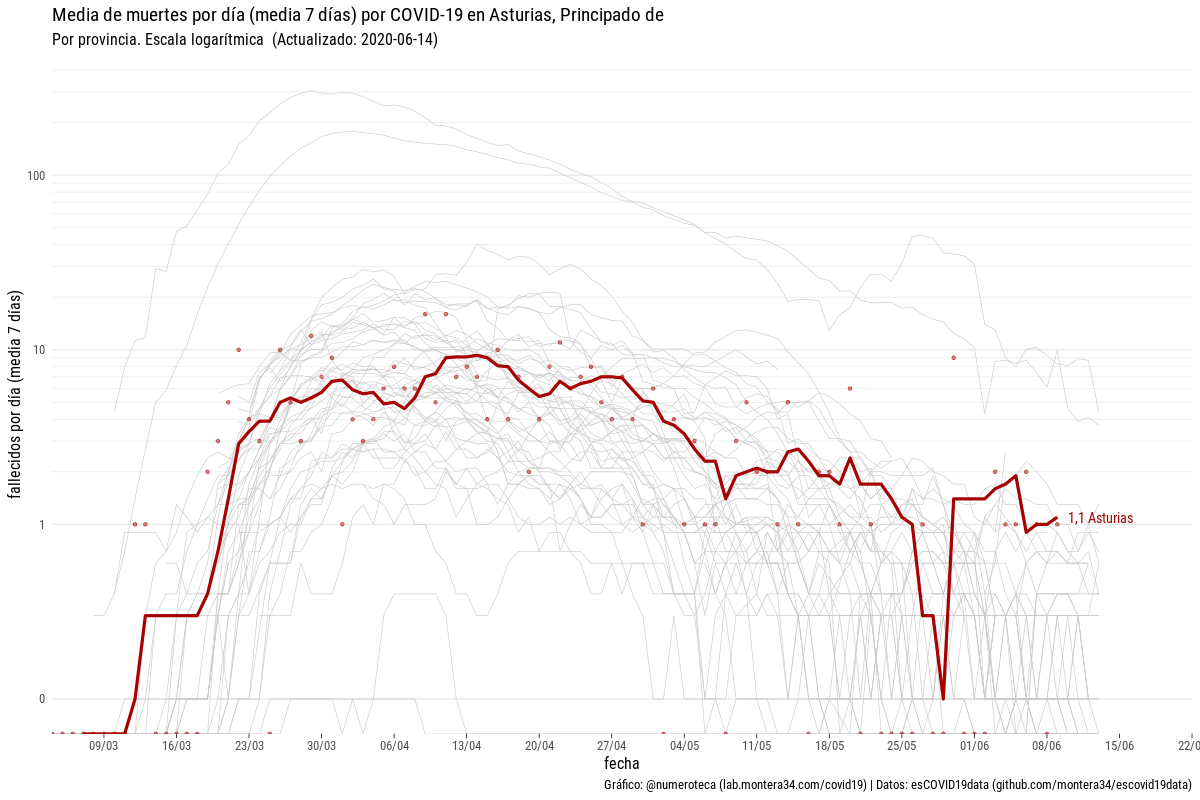 Media de muertes por día (media 7 días) por COVID-19 en Asturias, Principado de
Por provincia. Escala logarítmica (Actualizado: 2020-06-14)
fallecidos por día (media 7 días)
100
10
1
0
1,1 Asturias
09/03 16/03 23/03 30/03 06/04 13/04 20/04 27/04 04/05 11/05 18/05 25/05 01/06 08/06 15/06 22/0
fecha
Gráfico: @numeroteca (lab.montera34.com/covid19) | Datos: esCOVID19data (github.com/montera34/escovid19data)